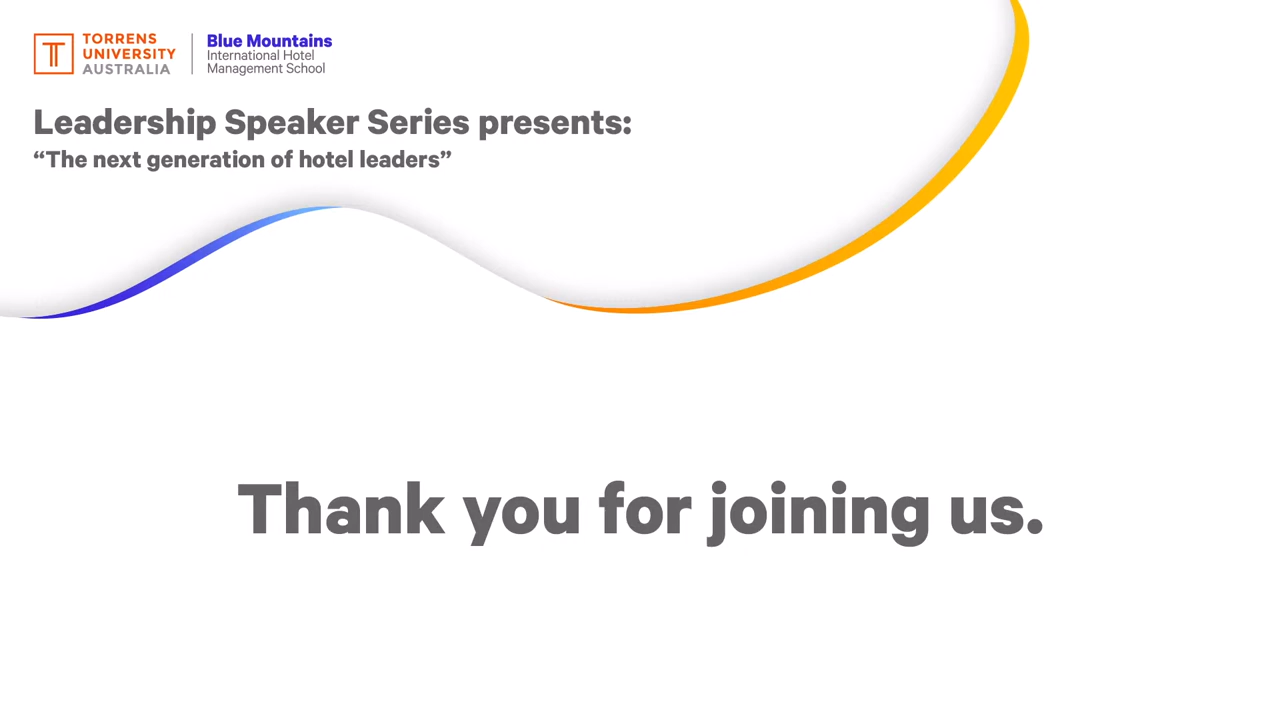 TORRENS
UNIVERSITY
AUSTRALIA
Blue Mountains
International Hotel
Management School
Leadership Speaker Series presents:
“The next generation of hotel leaders”
Thank you for joining us.